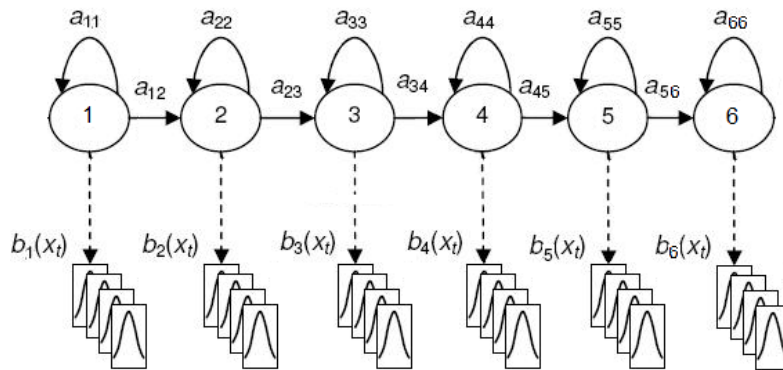 a₁₁ a₂₂ a₃₃ a₄₄ a₅₅ a₆₆
a₁₂ a₂₃ a₃₄ a₄₅ a₅₆
1 2 3 4 5 6
b₁(xₜ) b₂(xₜ) b₃(xₜ) b₄(xₜ) b₅(xₜ) b₆(xₜ)